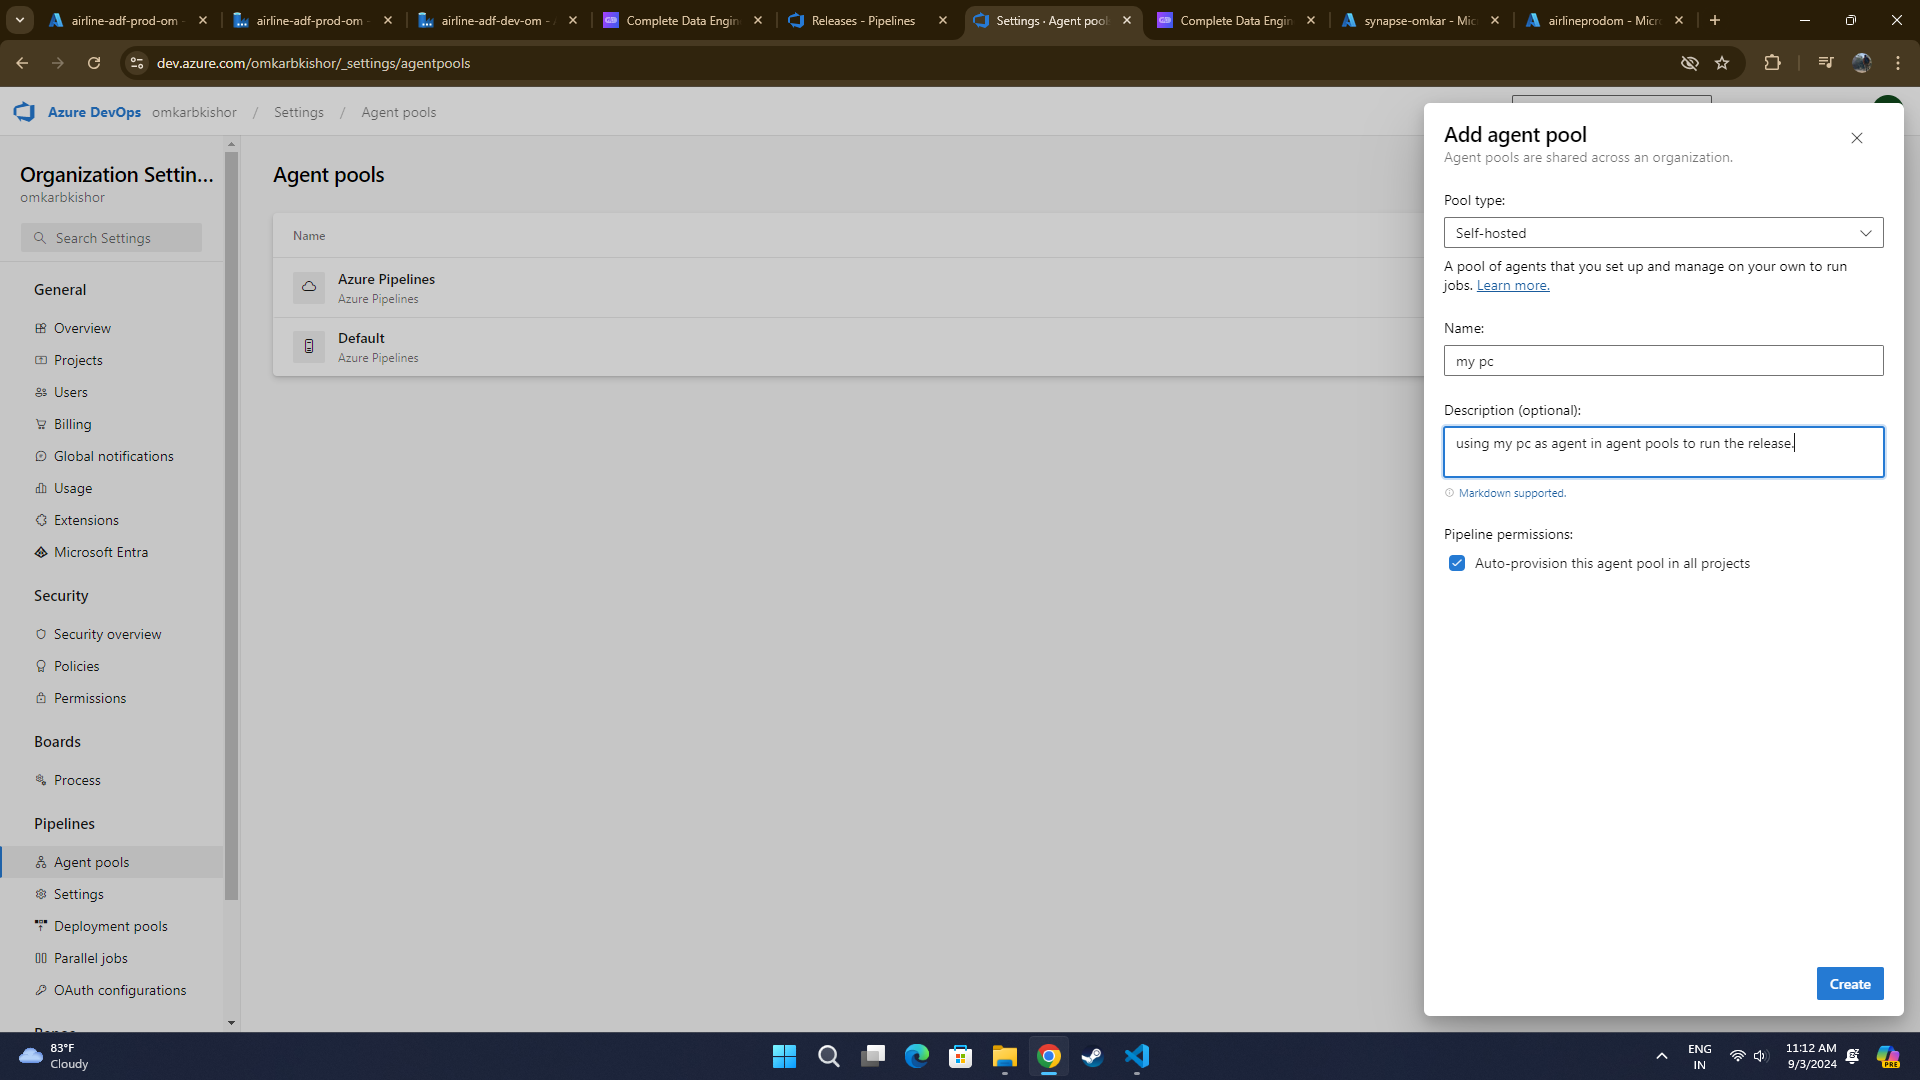 airline-adf-prod-om -
airline-adf-prod-om -
airline-adf-dev-om - A
Complete Data Engin
Releases - Pipelines
Settings · Agent pools
Complete Data Engin
synapse-omkar - Mic
airlineprodom - Micro
dev.azure.com/omkarbkishor/_settings/agentpools
Azure DevOps omkarbkishor / Settings / Agent pools
Organization Settin...
omkarbkishor
Search Settings
General
Overview
Projects
Users
Billing
Global notifications
Usage
Extensions
Microsoft Entra
Security
Security overview
Policies
Permissions
Boards
Process
Pipelines
Agent pools
Settings
Deployment pools
Parallel jobs
OAuth configurations
Agent pools
Name
Azure Pipelines
Azure Pipelines
Default
Azure Pipelines
Add agent pool
Agent pools are shared across an organization.
Pool type:
Self-hosted
A pool of agents that you set up and manage on your own to run
jobs. Learn more.
Name:
my pc
Description (optional):
using my pc as agent in agent pools to run the release.
Markdown supported.
Pipeline permissions:
Auto-provision this agent pool in all projects
Create
83°F
Cloudy
ENG
IN
11:12 AM
9/3/2024
PRE